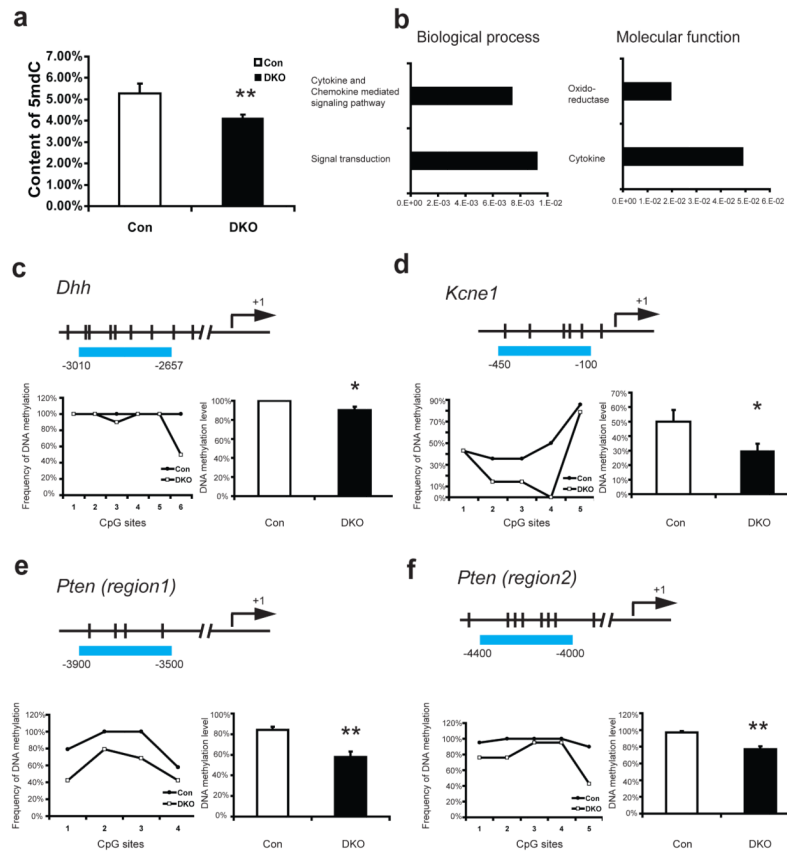 a
7.00%
6.00%
5.00%
4.00%
3.00%
2.00%
1.00%
0.00%
Content of 5mdC
Con
DKO
**
Con
DKO
b
Biological process
Molecular function
Cytokine and
Chemokine mediated
signaling pathway
Signal transduction
0.E+00
2.E-03
4.E-03
6.E-03
8.E-03
1.E-02
Oxido-
reductase
Cytokine
0.E+00
1.E-02
2.E-02
3.E-02
4.E-02
5.E-02
6.E-02
c
Dhh
+1
-3010
-2657
Frequency of DNA methylation
120%
100%
80%
60%
40%
20%
0%
Con
DKO
1 2 3 4 5 6
CpG sites
DNA methylation level
100%
80%
60%
40%
20%
0%
*
Con
DKO
d
Kcne1
+1
-450
-100
Frequency of DNA methylation
90%
70%
50%
30%
10%
Con
DKO
1 2 3 4 5
CpG sites
DNA methylation level
70%
60%
50%
40%
30%
20%
10%
0%
*
Con
DKO
e
Pten (region1)
+1
-3900
-3500
Frequency of DNA methylation
120%
100%
80%
60%
40%
20%
0%
Con
DKO
1 2 3 4
CpG sites
DNA methylation level
100%
80%
60%
40%
20%
0%
**
Con
DKO
f
Pten (region2)
+1
-4400
-4000
Frequency of DNA methylation
120%
100%
80%
60%
40%
20%
0%
Con
DKO
1 2 3 4 5
CpG sites
DNA methylation level
120%
100%
80%
60%
40%
20%
0%
**
Con
DKO